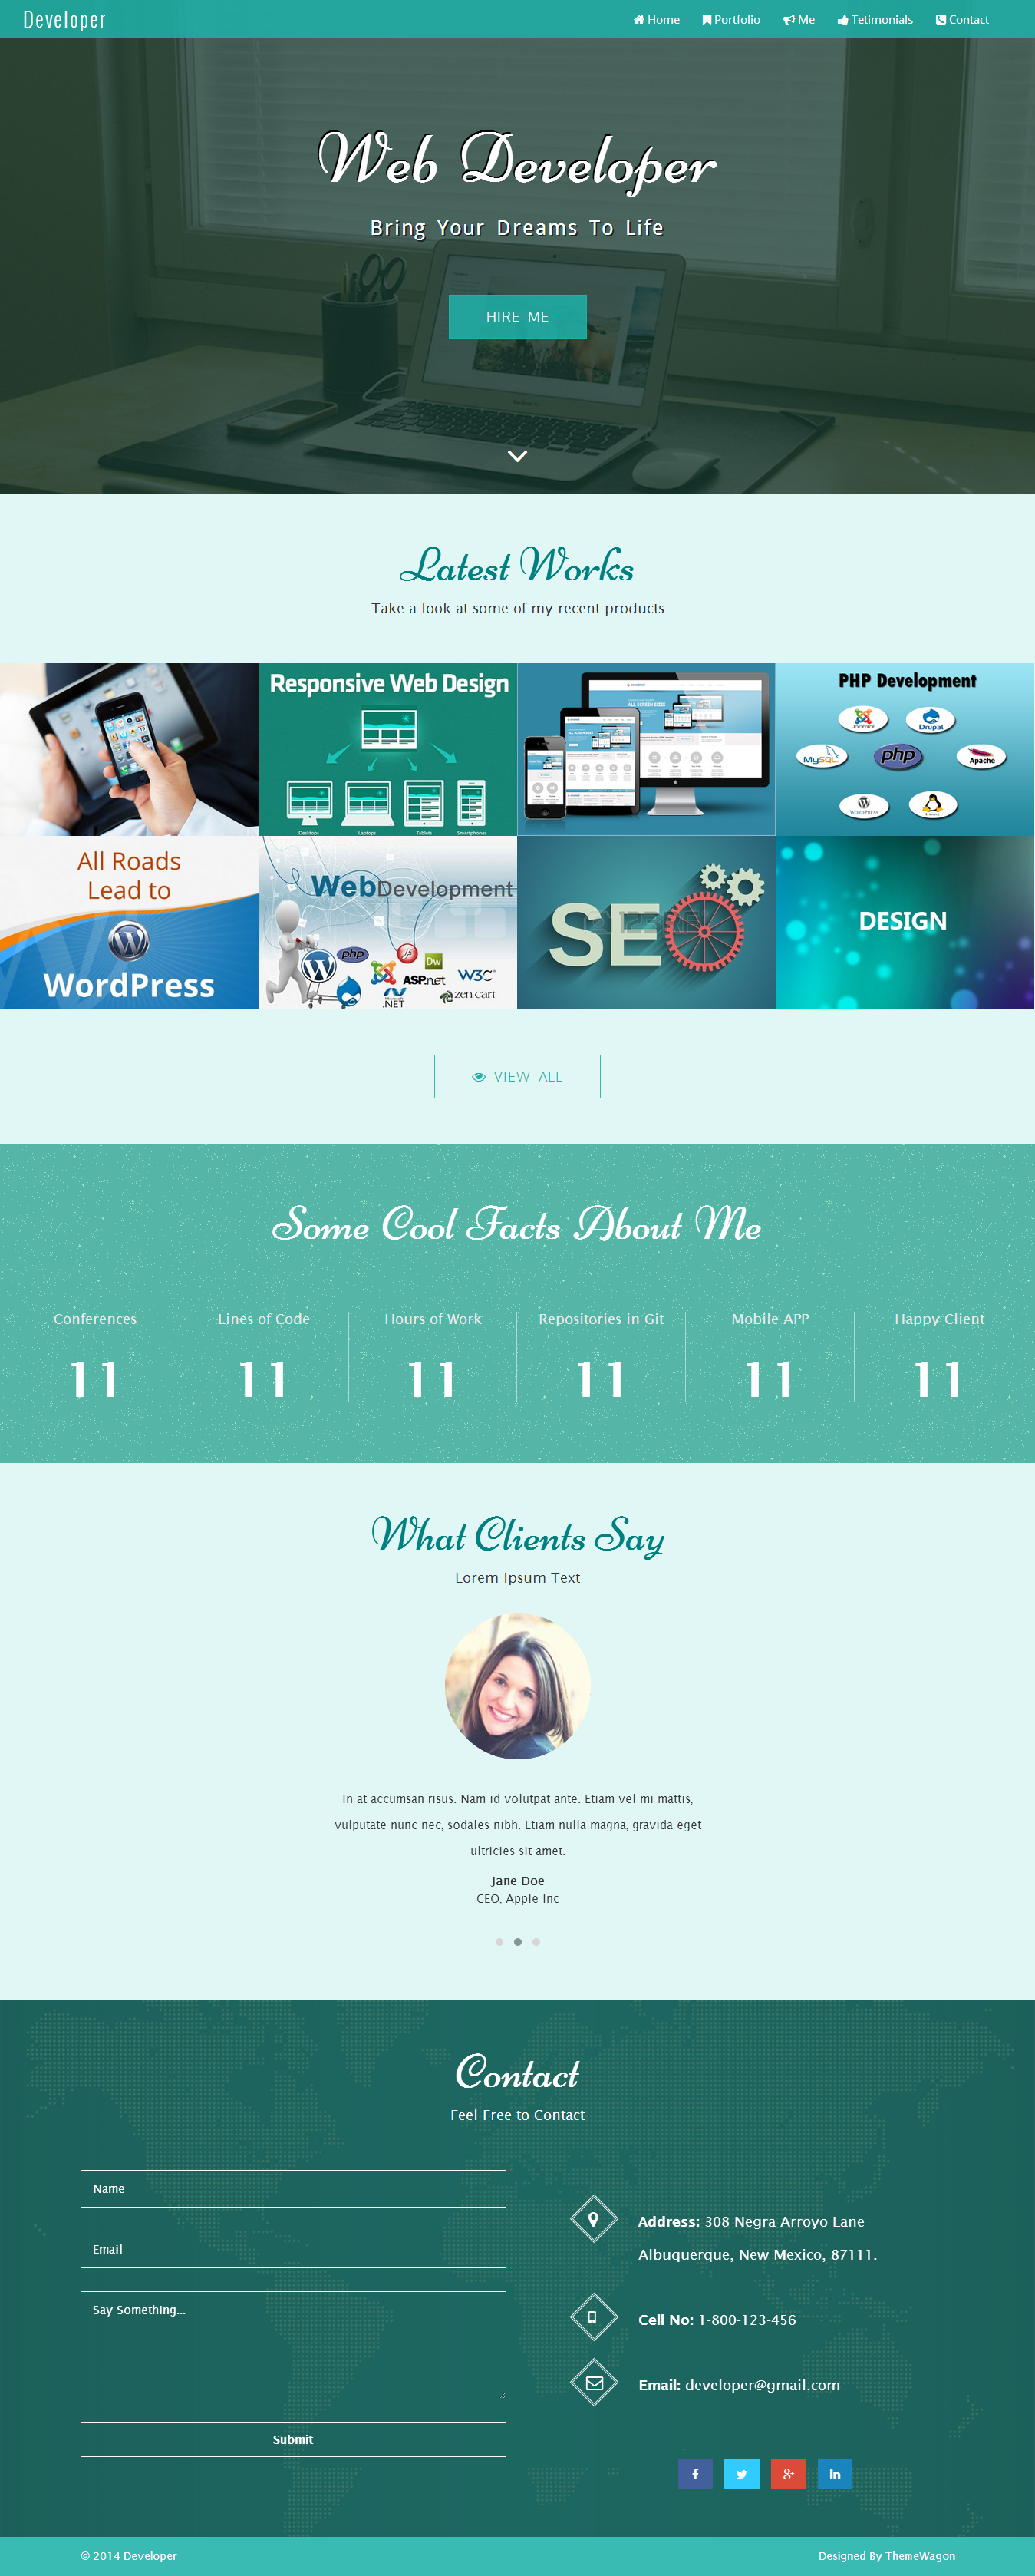 Developer
Home Portfolio Me Tetimonials Contact
Web Developer
Bring Your Dreams To Life
HIRE ME
Latest Works
Take a look at some of my recent products
Responsive Web Design
Desktops Laptops Tablets Smartphones
ALL SCREEN SIZES
PHP Development
Joomla! Drupal
MySQL php Apache
WordPress Linux
All Roads
Lead to
WordPress
WebDevelopment
php Dw
ASP.net W3C
Microsoft .NET zen cart
SEO
DESIGN
VIEW ALL
Some Cool Facts About Me
Conferences Lines of Code Hours of Work Repositories in Git Mobile APP Happy Client
11 11 11 11 11 11
What Clients Say
Lorem Ipsum Text
In at accumsan risus. Nam id volutpat ante. Etiam vel mi mattis,
vulputate nunc nec, sodales nibh. Etiam nulla magna, gravida eget
ultricies sit amet.
Jane Doe
CEO, Apple Inc
Contact
Feel Free to Contact
Name
Email
Say Something...
Submit
Address: 308 Negra Arroyo Lane
Albuquerque, New Mexico, 87111.
Cell No: 1-800-123-456
Email: developer@gmail.com
© 2014 Developer
Designed By ThemeWagon